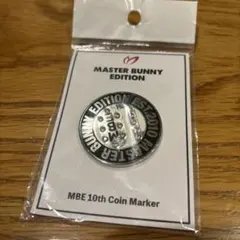 MASTER BUNNY
EDITION
MASTER BUNNY EDITION EST.2010
MBE 10th Coin Marker